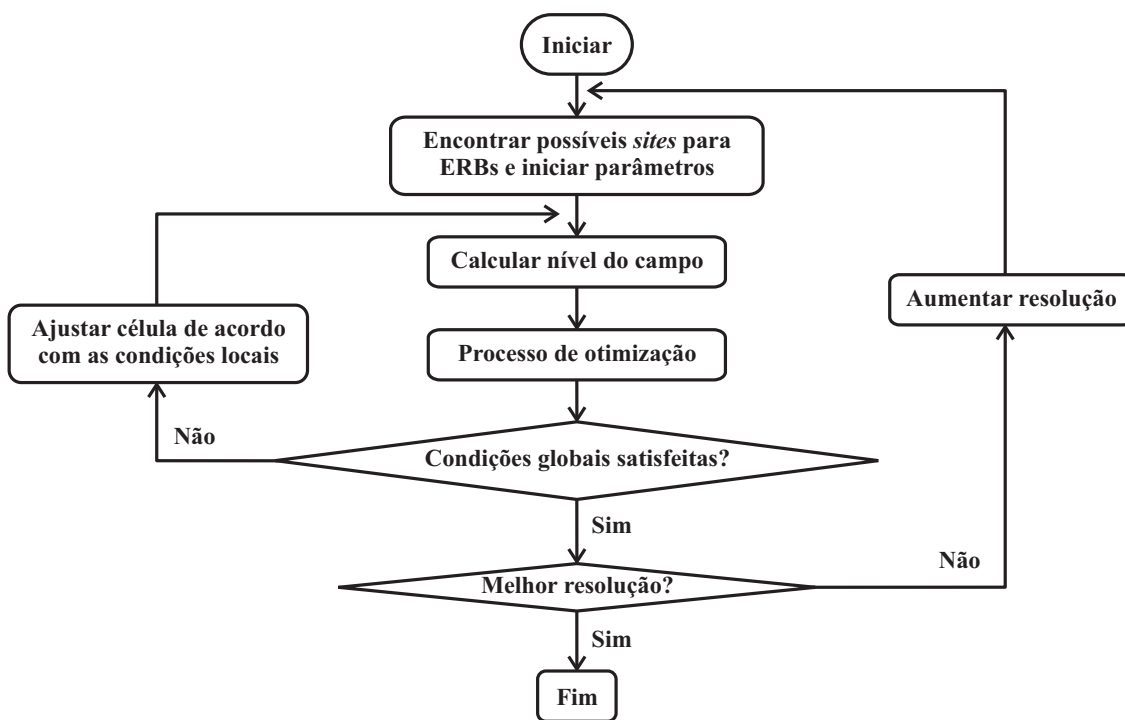 Iniciar
Encontrar possíveis sites para
ERBs e iniciar parâmetros
Calcular nível do campo
Aumentar resolução
Ajustar célula de acordo
com as condições locais
Processo de otimização
Não
Condições globais satisfeitas?
Sim
Não
Melhor resolução?
Sim
Fim